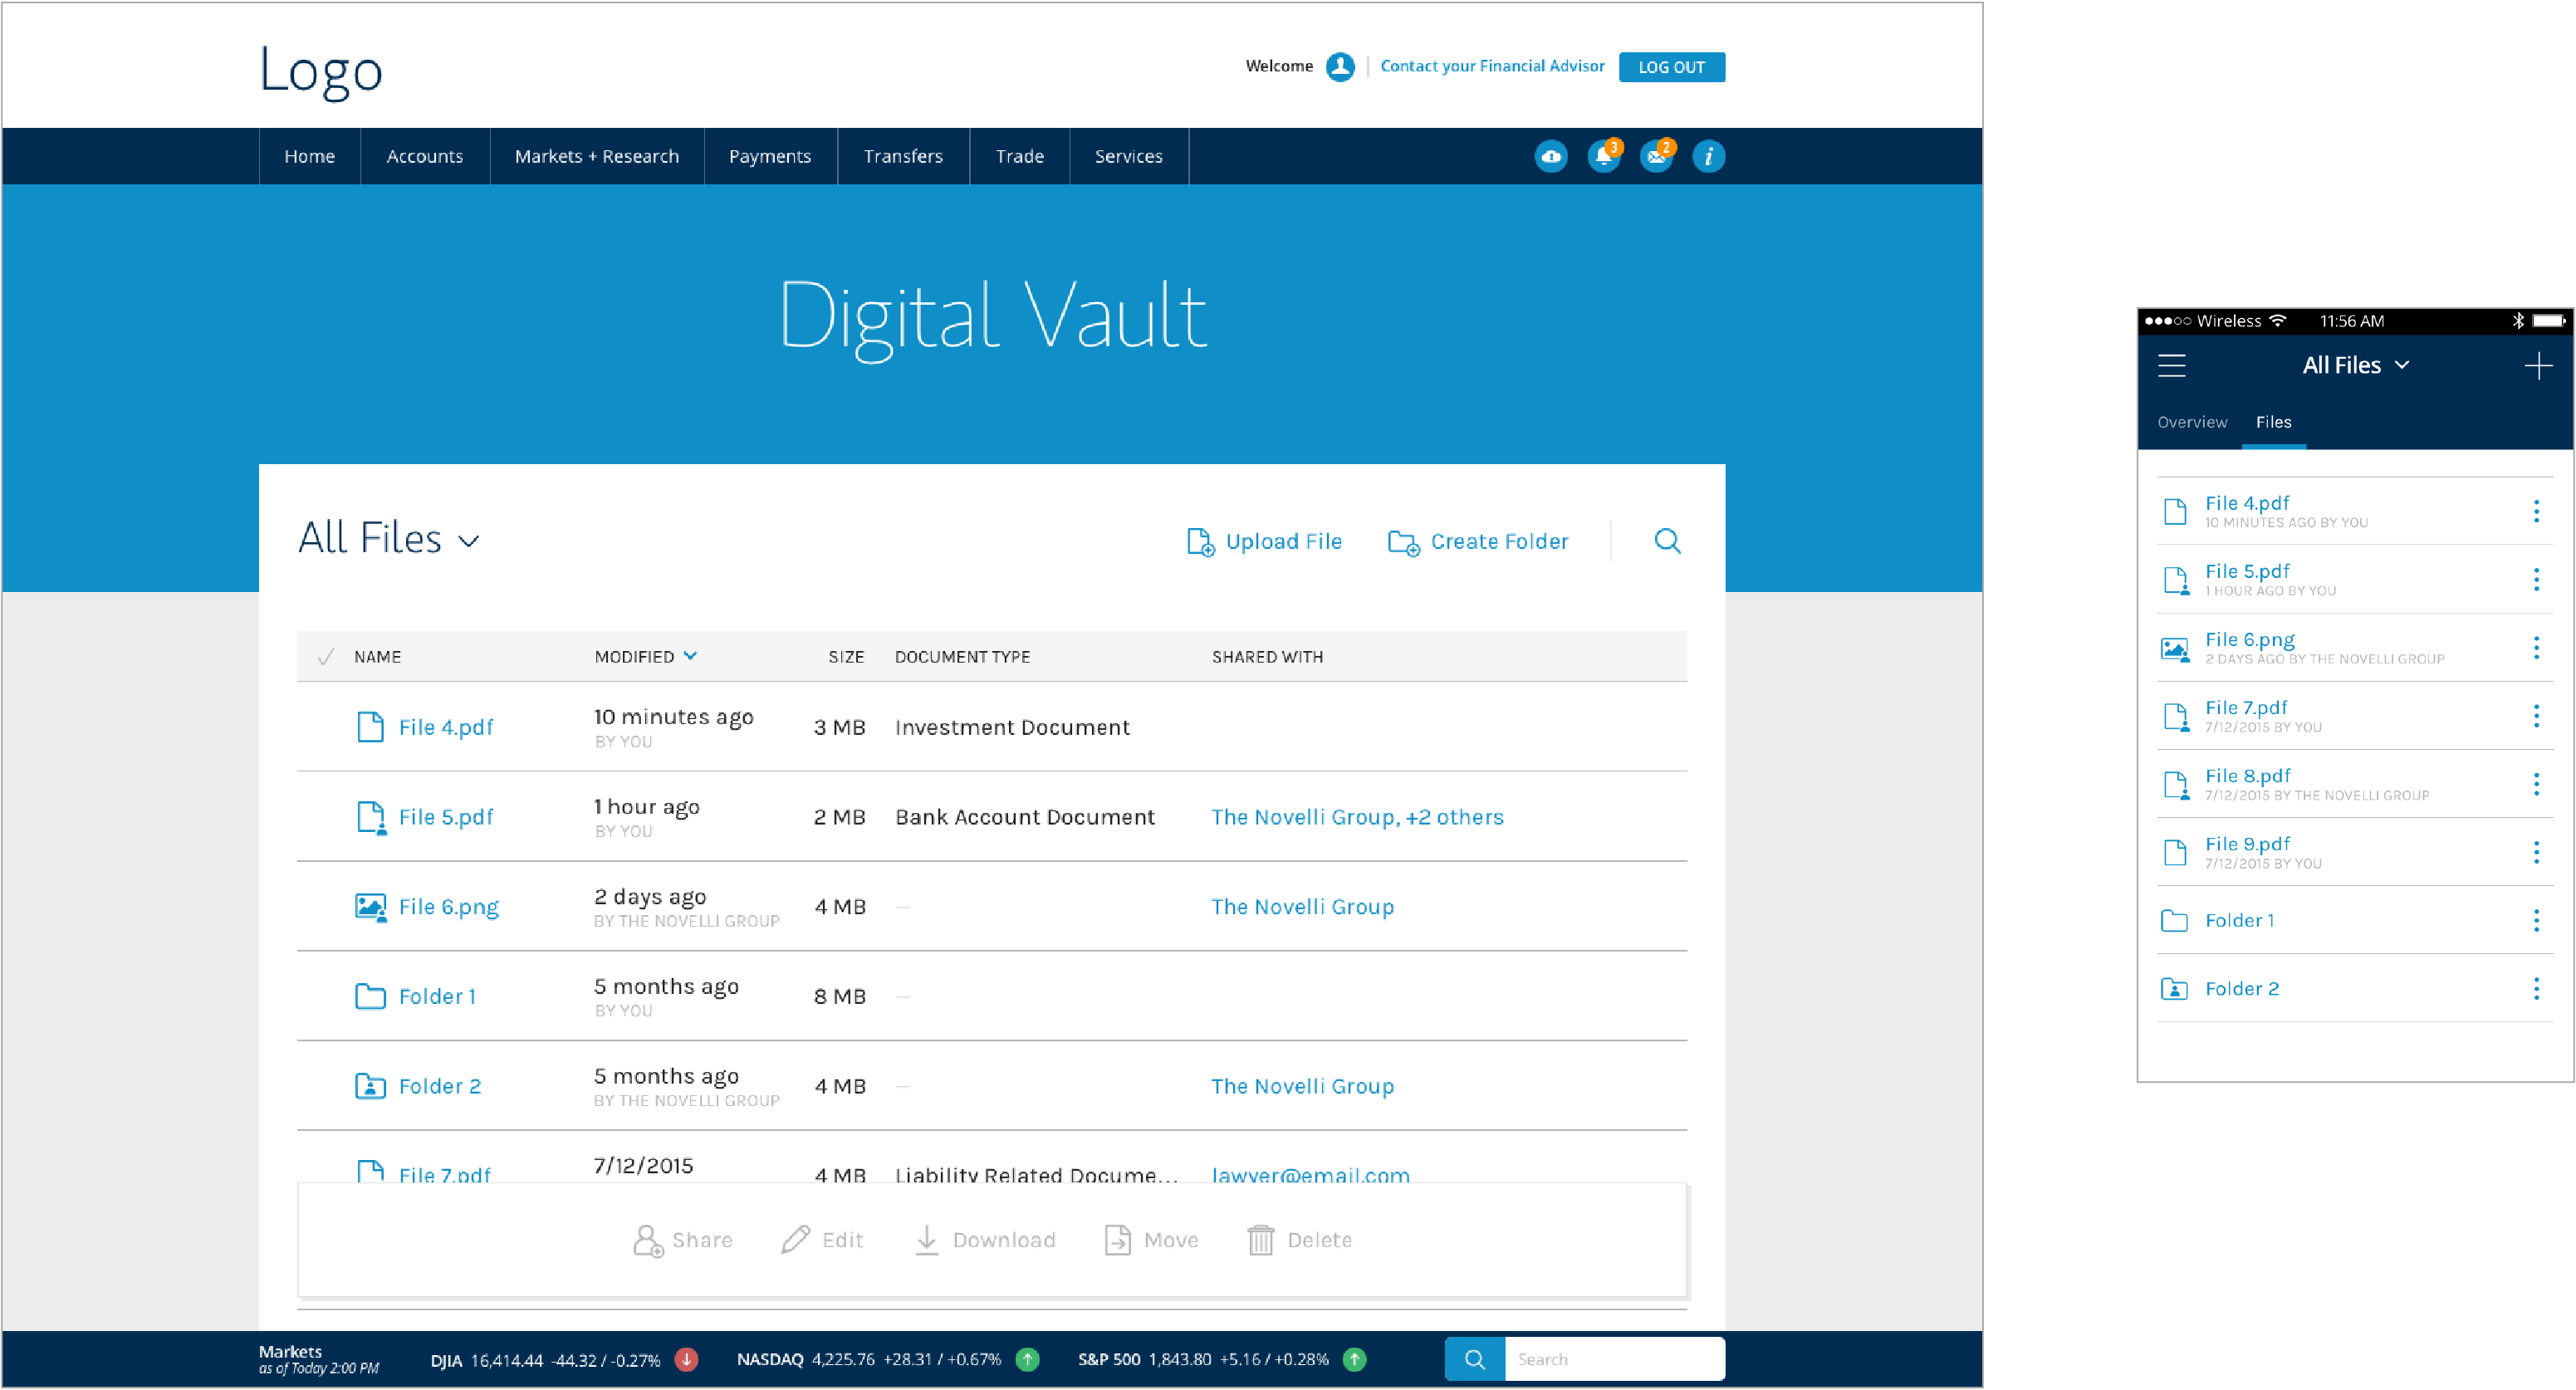 Logo
Welcome Contact your Financial Advisor LOG OUT
Home Accounts Markets + Research Payments Transfers Trade Services 3 2 i
Digital Vault
All Files Upload File Create Folder
NAME MODIFIED SIZE DOCUMENT TYPE SHARED WITH
File 4.pdf 10 minutes ago 3 MB Investment Document
BY YOU
File 5.pdf 1 hour ago 2 MB Bank Account Document The Novelli Group, +2 others
BY YOU
File 6.png 2 days ago 4 MB — The Novelli Group
BY THE NOVELLI GROUP
Folder 1 5 months ago 8 MB —
BY YOU
Folder 2 5 months ago 4 MB — The Novelli Group
BY THE NOVELLI GROUP
File 7.pdf 7/12/2015 4 MB Liability Related Docume... lawyer@email.com
Share Edit Download Move Delete
Markets
as of Today 2:00 PM
DJIA 16,414.44 -44.32 / -0.27% NASDAQ 4,225.76 +28.31 / +0.67% S&P 500 1,843.80 +5.16 / +0.28% Search
Wireless 11:56 AM
All Files
Overview Files
File 4.pdf
10 MINUTES AGO BY YOU
File 5.pdf
1 HOUR AGO BY YOU
File 6.png
2 DAYS AGO BY THE NOVELLI GROUP
File 7.pdf
7/12/2015 BY YOU
File 8.pdf
7/12/2015 BY THE NOVELLI GROUP
File 9.pdf
7/12/2015 BY YOU
Folder 1
Folder 2